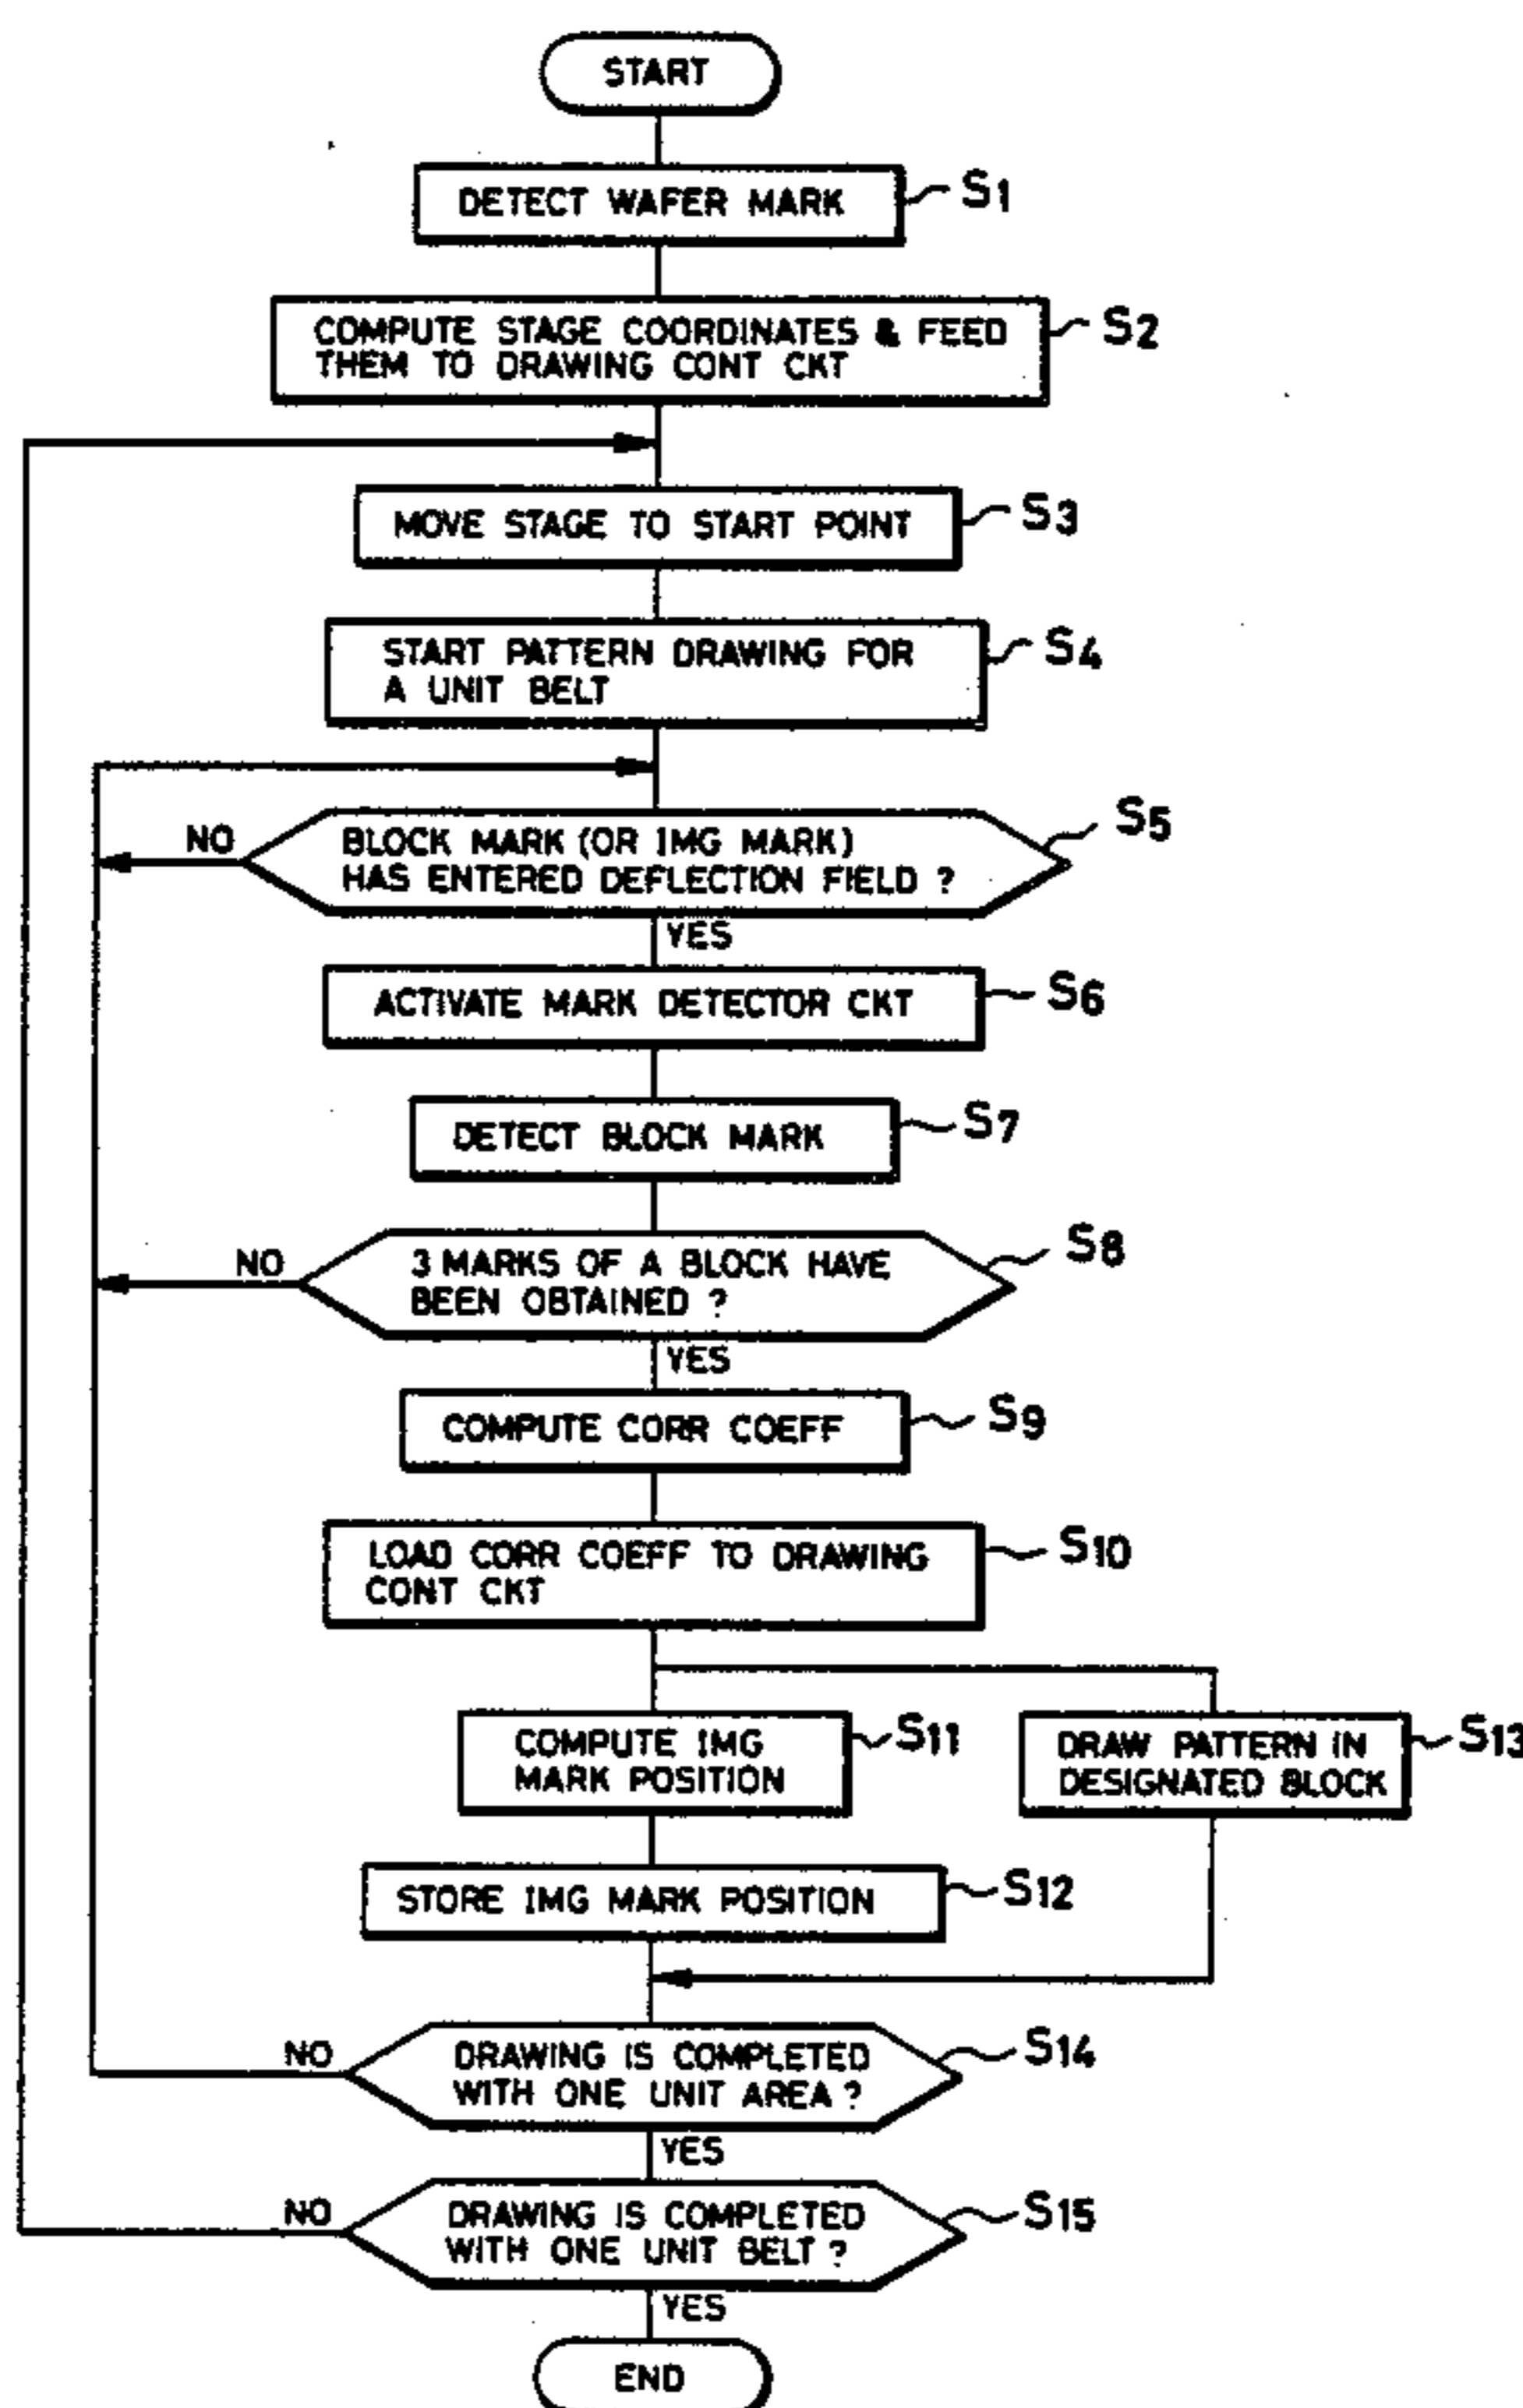 START
DETECT WAFER MARK
S1
COMPUTE STAGE COORDINATES & FEED
THEM TO DRAWING CONT CKT
S2
MOVE STAGE TO START POINT
S3
START PATTERN DRAWING FOR
A UNIT BELT
S4
NO
BLOCK MARK (OR IMG MARK)
HAS ENTERED DEFLECTION FIELD ?
S5
YES
ACTIVATE MARK DETECTOR CKT
S6
DETECT BLOCK MARK
S7
NO
3 MARKS OF A BLOCK HAVE
BEEN OBTAINED ?
S8
YES
COMPUTE CORR COEFF
S9
LOAD CORR COEFF TO DRAWING
CONT CKT
S10
COMPUTE IMG
MARK POSITION
S11
DRAW PATTERN IN
DESIGNATED BLOCK
S13
STORE IMG MARK POSITION
S12
NO
DRAWING IS COMPLETED
WITH ONE UNIT AREA ?
S14
YES
NO
DRAWING IS COMPLETED
WITH ONE UNIT BELT ?
S15
YES
END